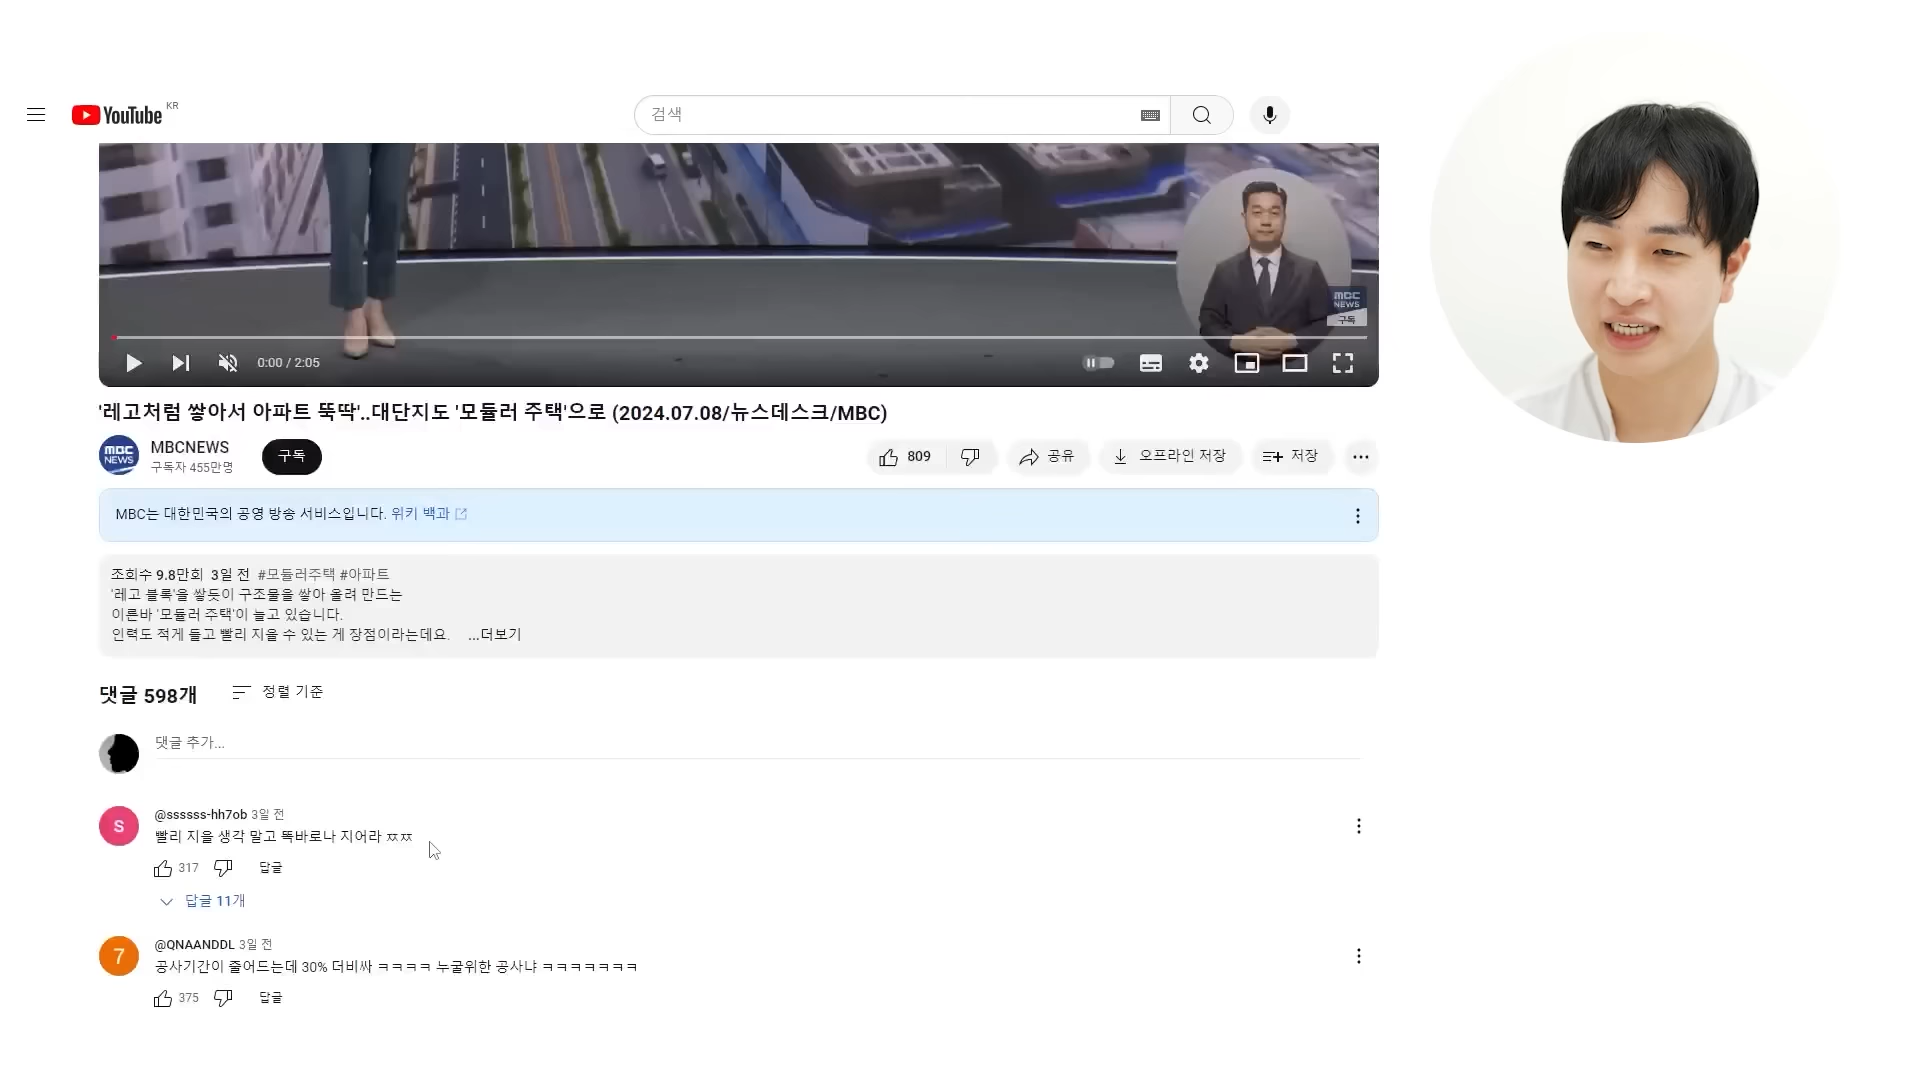 YouTube KR
검색
MBC NEWS
구독
0:00 / 2:05
'레고처럼 쌓아서 아파트 뚝딱'..대단지도 '모듈러 주택'으로 (2024.07.08/뉴스데스크/MBC)
MBC NEWS
MBCNEWS
구독자 455만명
구독
809
공유
오프라인 저장
저장
MBC는 대한민국의 공영 방송 서비스입니다. 위키 백과
조회수 9.8만회 3일 전 #모듈러주택 #아파트
'레고 블록'을 쌓듯이 구조물을 쌓아 올려 만드는
이른바 '모듈러 주택'이 늘고 있습니다.
인력도 적게 들고 빨리 지을 수 있는 게 장점이라는데요. ...더보기
댓글 598개
정렬 기준
댓글 추가...
S
@ssssss-hh7ob 3일 전
빨리 지을 생각 말고 똑바로나 지어라 ㅉㅉ
317
답글
답글 11개
7
@QNAANDDL 3일 전
공사기간이 줄어드는데 30% 더비싸 ㅋㅋㅋㅋ 누굴위한 공사냐 ㅋㅋㅋㅋㅋㅋㅋ
375
답글